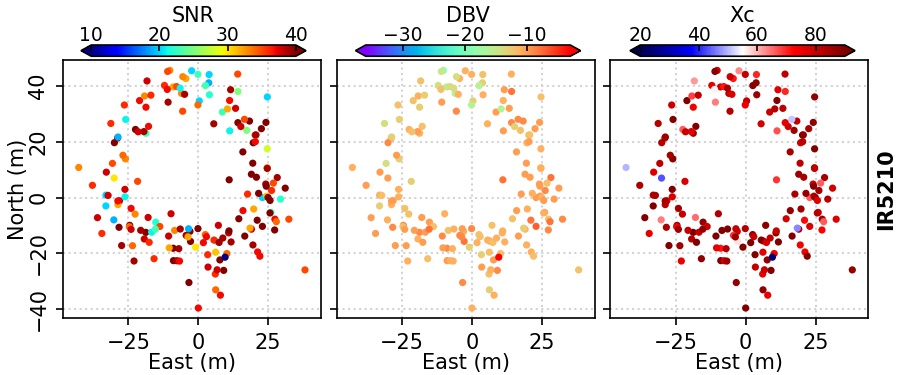 SNR DBV Xc
10 20 30 40 −30 −20 −10 20 40 60 80
40
20
0
−20
−40
North (m)
−25 0 25 −25 0 25 −25 0 25
East (m) East (m) East (m)
IR5210